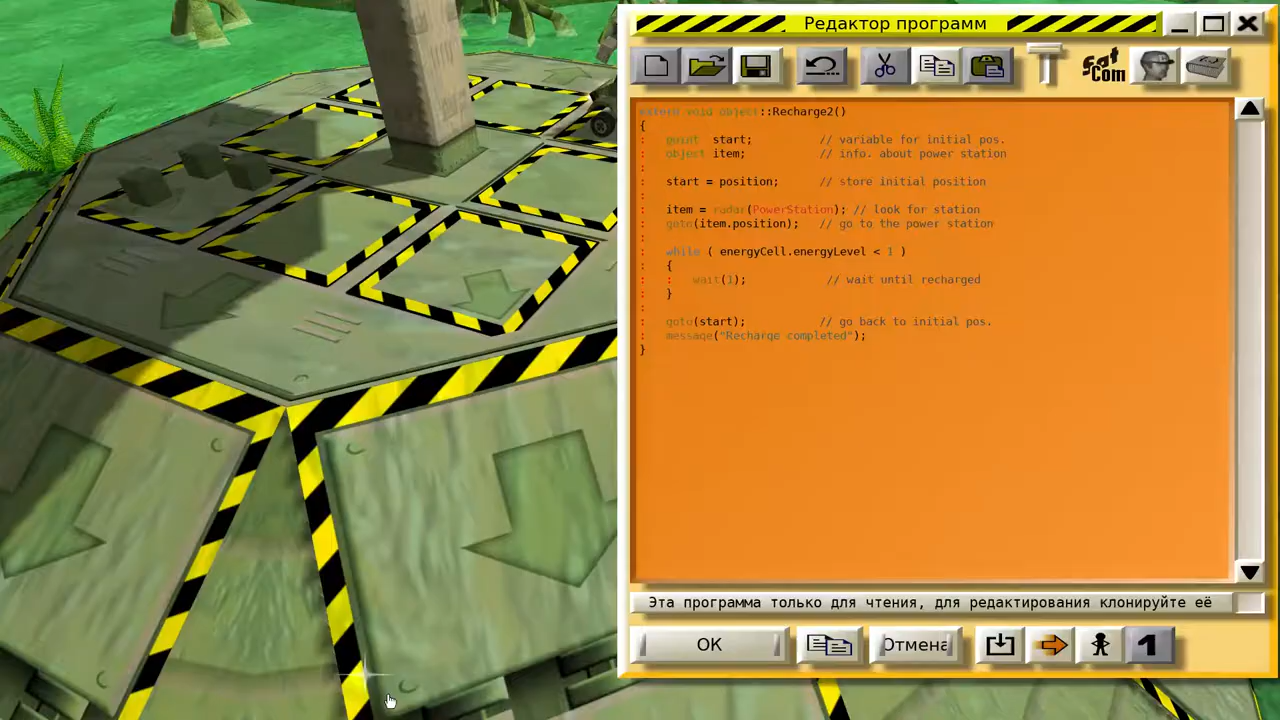 Редактор программ
Sat Com
extern void object::Recharge2()
{
point start; // variable for initial pos.
object item; // info. about power station
start = position; // store initial position
item = radar(PowerStation); // look for station
goto(item.position); // go to the power station
while ( energyCell.energyLevel < 1 )
{
wait(1); // wait until recharged
}
goto(start); // go back to initial pos.
message("Recharge completed");
}
Эта программа только для чтения, для редактирования клонируйте её
OK
Отмена
1